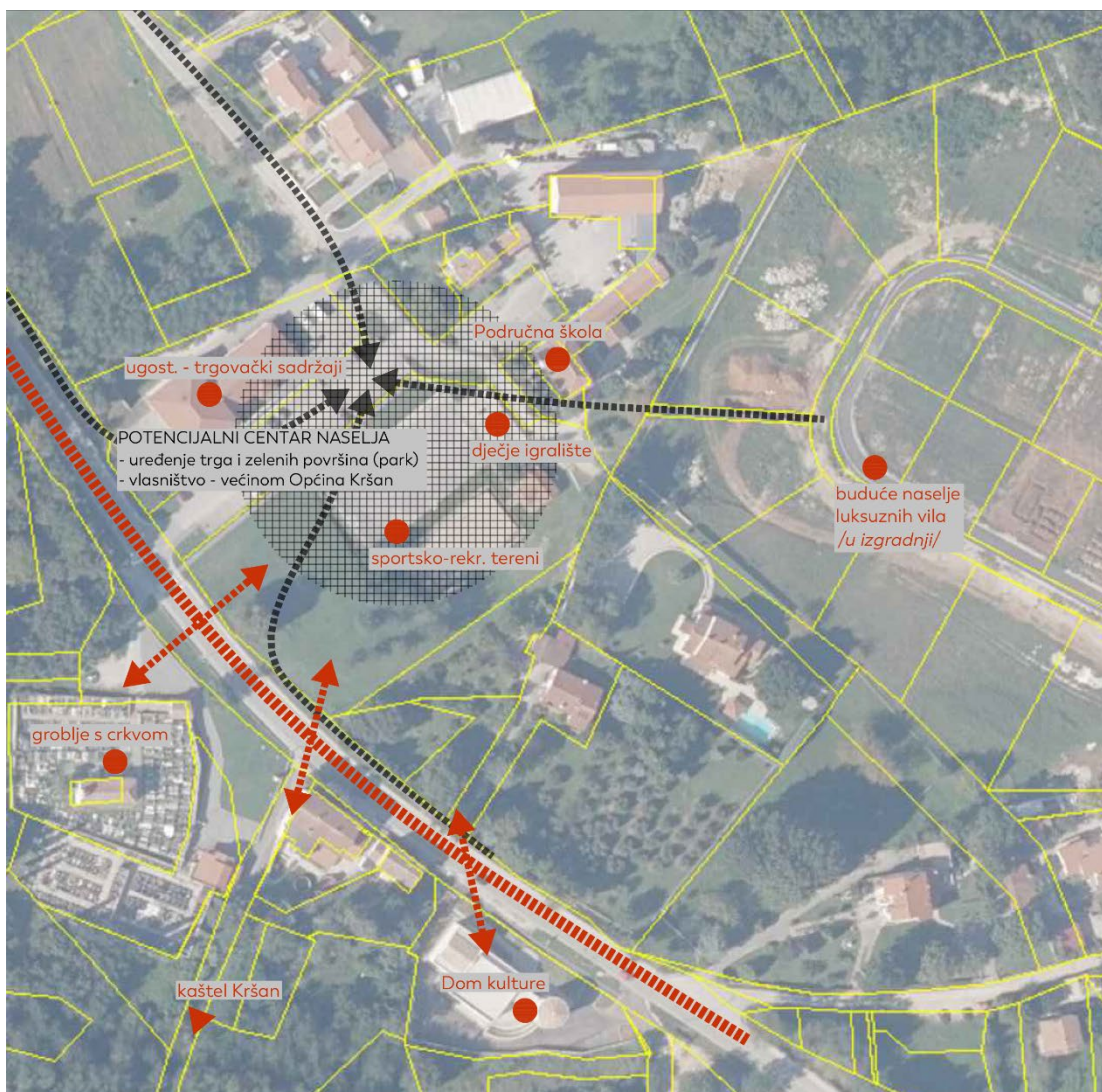 Područna škola
ugost. - trgovački sadržaji
dječje igralište
POTENCIJALNI CENTAR NASELJA
- uređenje trga i zelenih površina (park)
- vlasništvo - većinom Općina Kršan
buduće naselje
luksuznih vila
/u izgradnji/
sportsko-rekr. tereni
groblje s crkvom
kaštel Kršan
Dom kulture